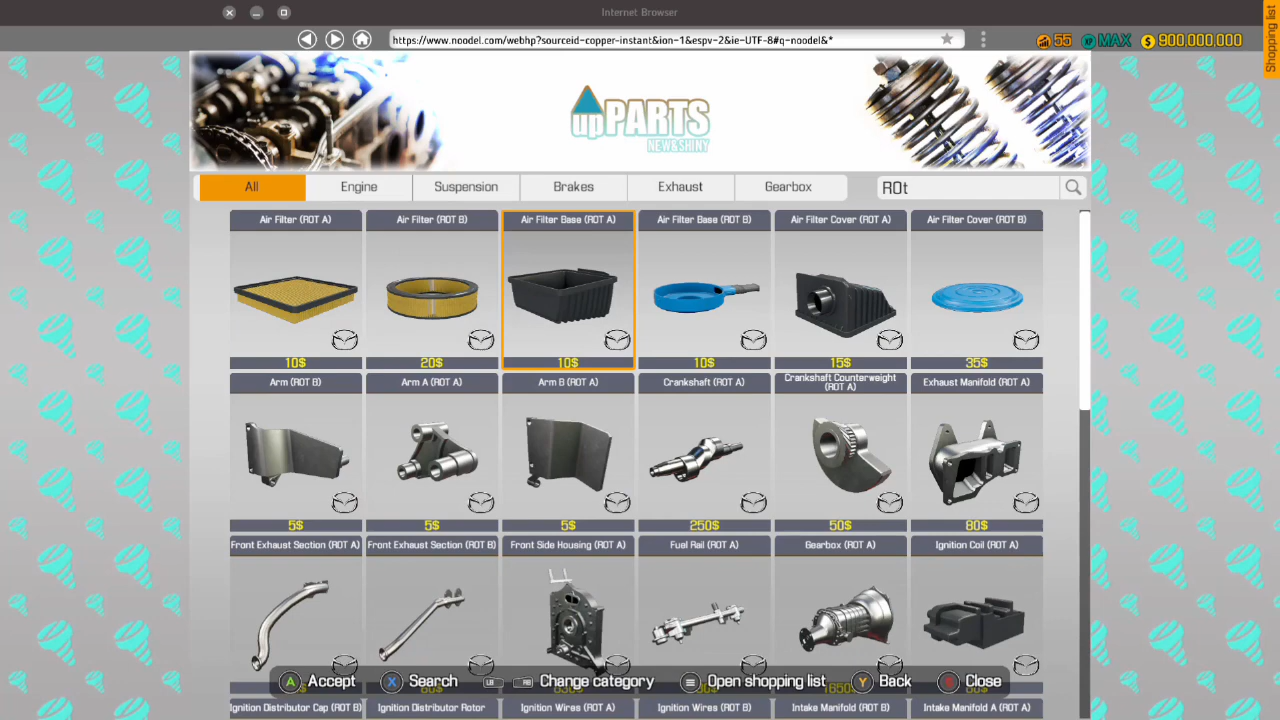 Internet Browser
Shopping list
https://www.noodel.com/webhp?sourceid-copper-instant&ion-1&espv-2&ie-UTF-8#q-noodel&*
55
XP MAX
$ 900,000,000
upPARTS
NEW&SHINY
All
Engine
Suspension
Brakes
Exhaust
Gearbox
ROt
Air Filter (ROT A)
Air Filter (ROT B)
Air Filter Base (ROT A)
Air Filter Base (ROT B)
Air Filter Cover (ROT A)
Air Filter Cover (ROT B)
10$
20$
10$
10$
15$
35$
Arm (ROT B)
Arm A (ROT A)
Arm B (ROT A)
Crankshaft (ROT A)
Crankshaft Counterweight
(ROT A)
Exhaust Manifold (ROT A)
5$
5$
5$
250$
50$
80$
Front Exhaust Section (ROT A)
Front Exhaust Section (ROT B)
Front Side Housing (ROT A)
Fuel Rail (ROT A)
Gearbox (ROT A)
Ignition Coil (ROT A)
A Accept
X Search
LB RB Change category
Open shopping list
Y Back
Close
Ignition Distributor Cap (ROT B)
Ignition Distributor Rotor
Ignition Wires (ROT A)
Ignition Wires (ROT B)
Intake Manifold (ROT B)
Intake Manifold A (ROT A)